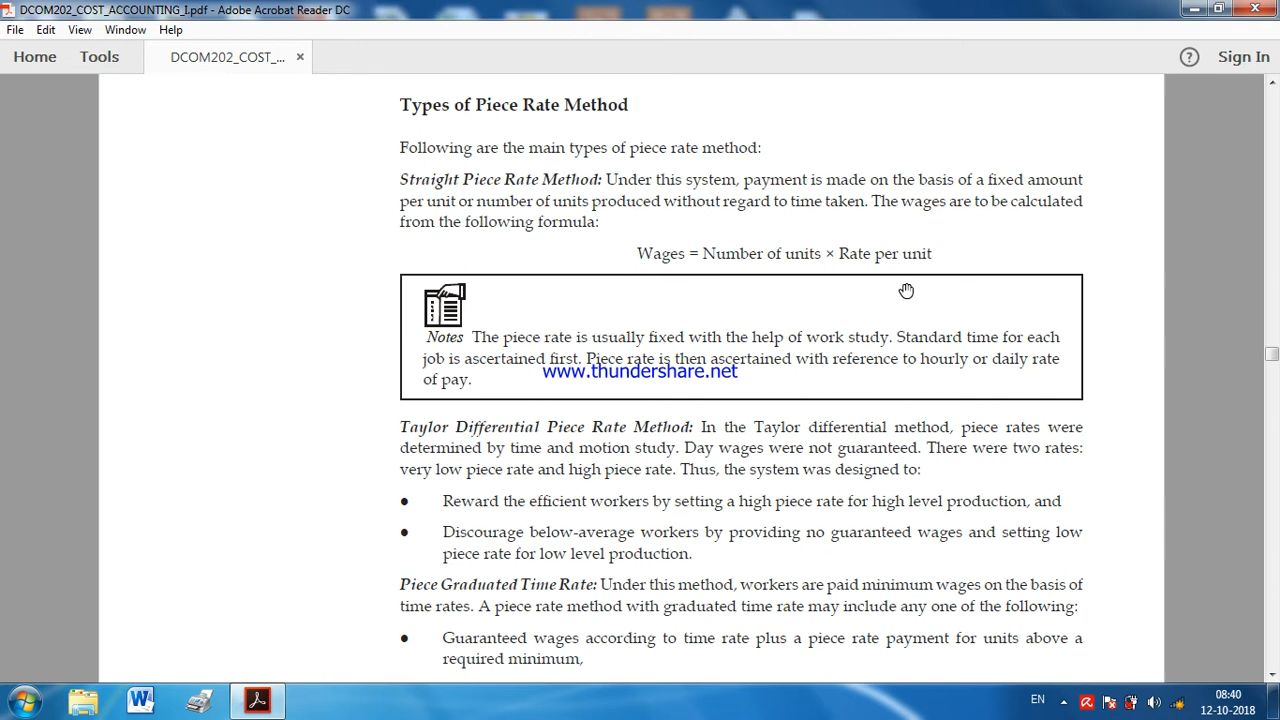 DCOM202_COST_ACCOUNTING_I.pdf - Adobe Acrobat Reader DC
File Edit View Window Help
Home Tools DCOM202_COST_... × ? Sign In
Types of Piece Rate Method
Following are the main types of piece rate method:
Straight Piece Rate Method: Under this system, payment is made on the basis of a fixed amount
per unit or number of units produced without regard to time taken. The wages are to be calculated
from the following formula:
Wages = Number of units × Rate per unit
Notes The piece rate is usually fixed with the help of work study. Standard time for each
job is ascertained first. Piece rate is then ascertained with reference to hourly or daily rate
of pay.
www.thundershare.net
Taylor Differential Piece Rate Method: In the Taylor differential method, piece rates were
determined by time and motion study. Day wages were not guaranteed. There were two rates:
very low piece rate and high piece rate. Thus, the system was designed to:
● Reward the efficient workers by setting a high piece rate for high level production, and
● Discourage below-average workers by providing no guaranteed wages and setting low
piece rate for low level production.
Piece Graduated Time Rate: Under this method, workers are paid minimum wages on the basis of
time rates. A piece rate method with graduated time rate may include any one of the following:
● Guaranteed wages according to time rate plus a piece rate payment for units above a
required minimum,
EN 08:40
12-10-2018